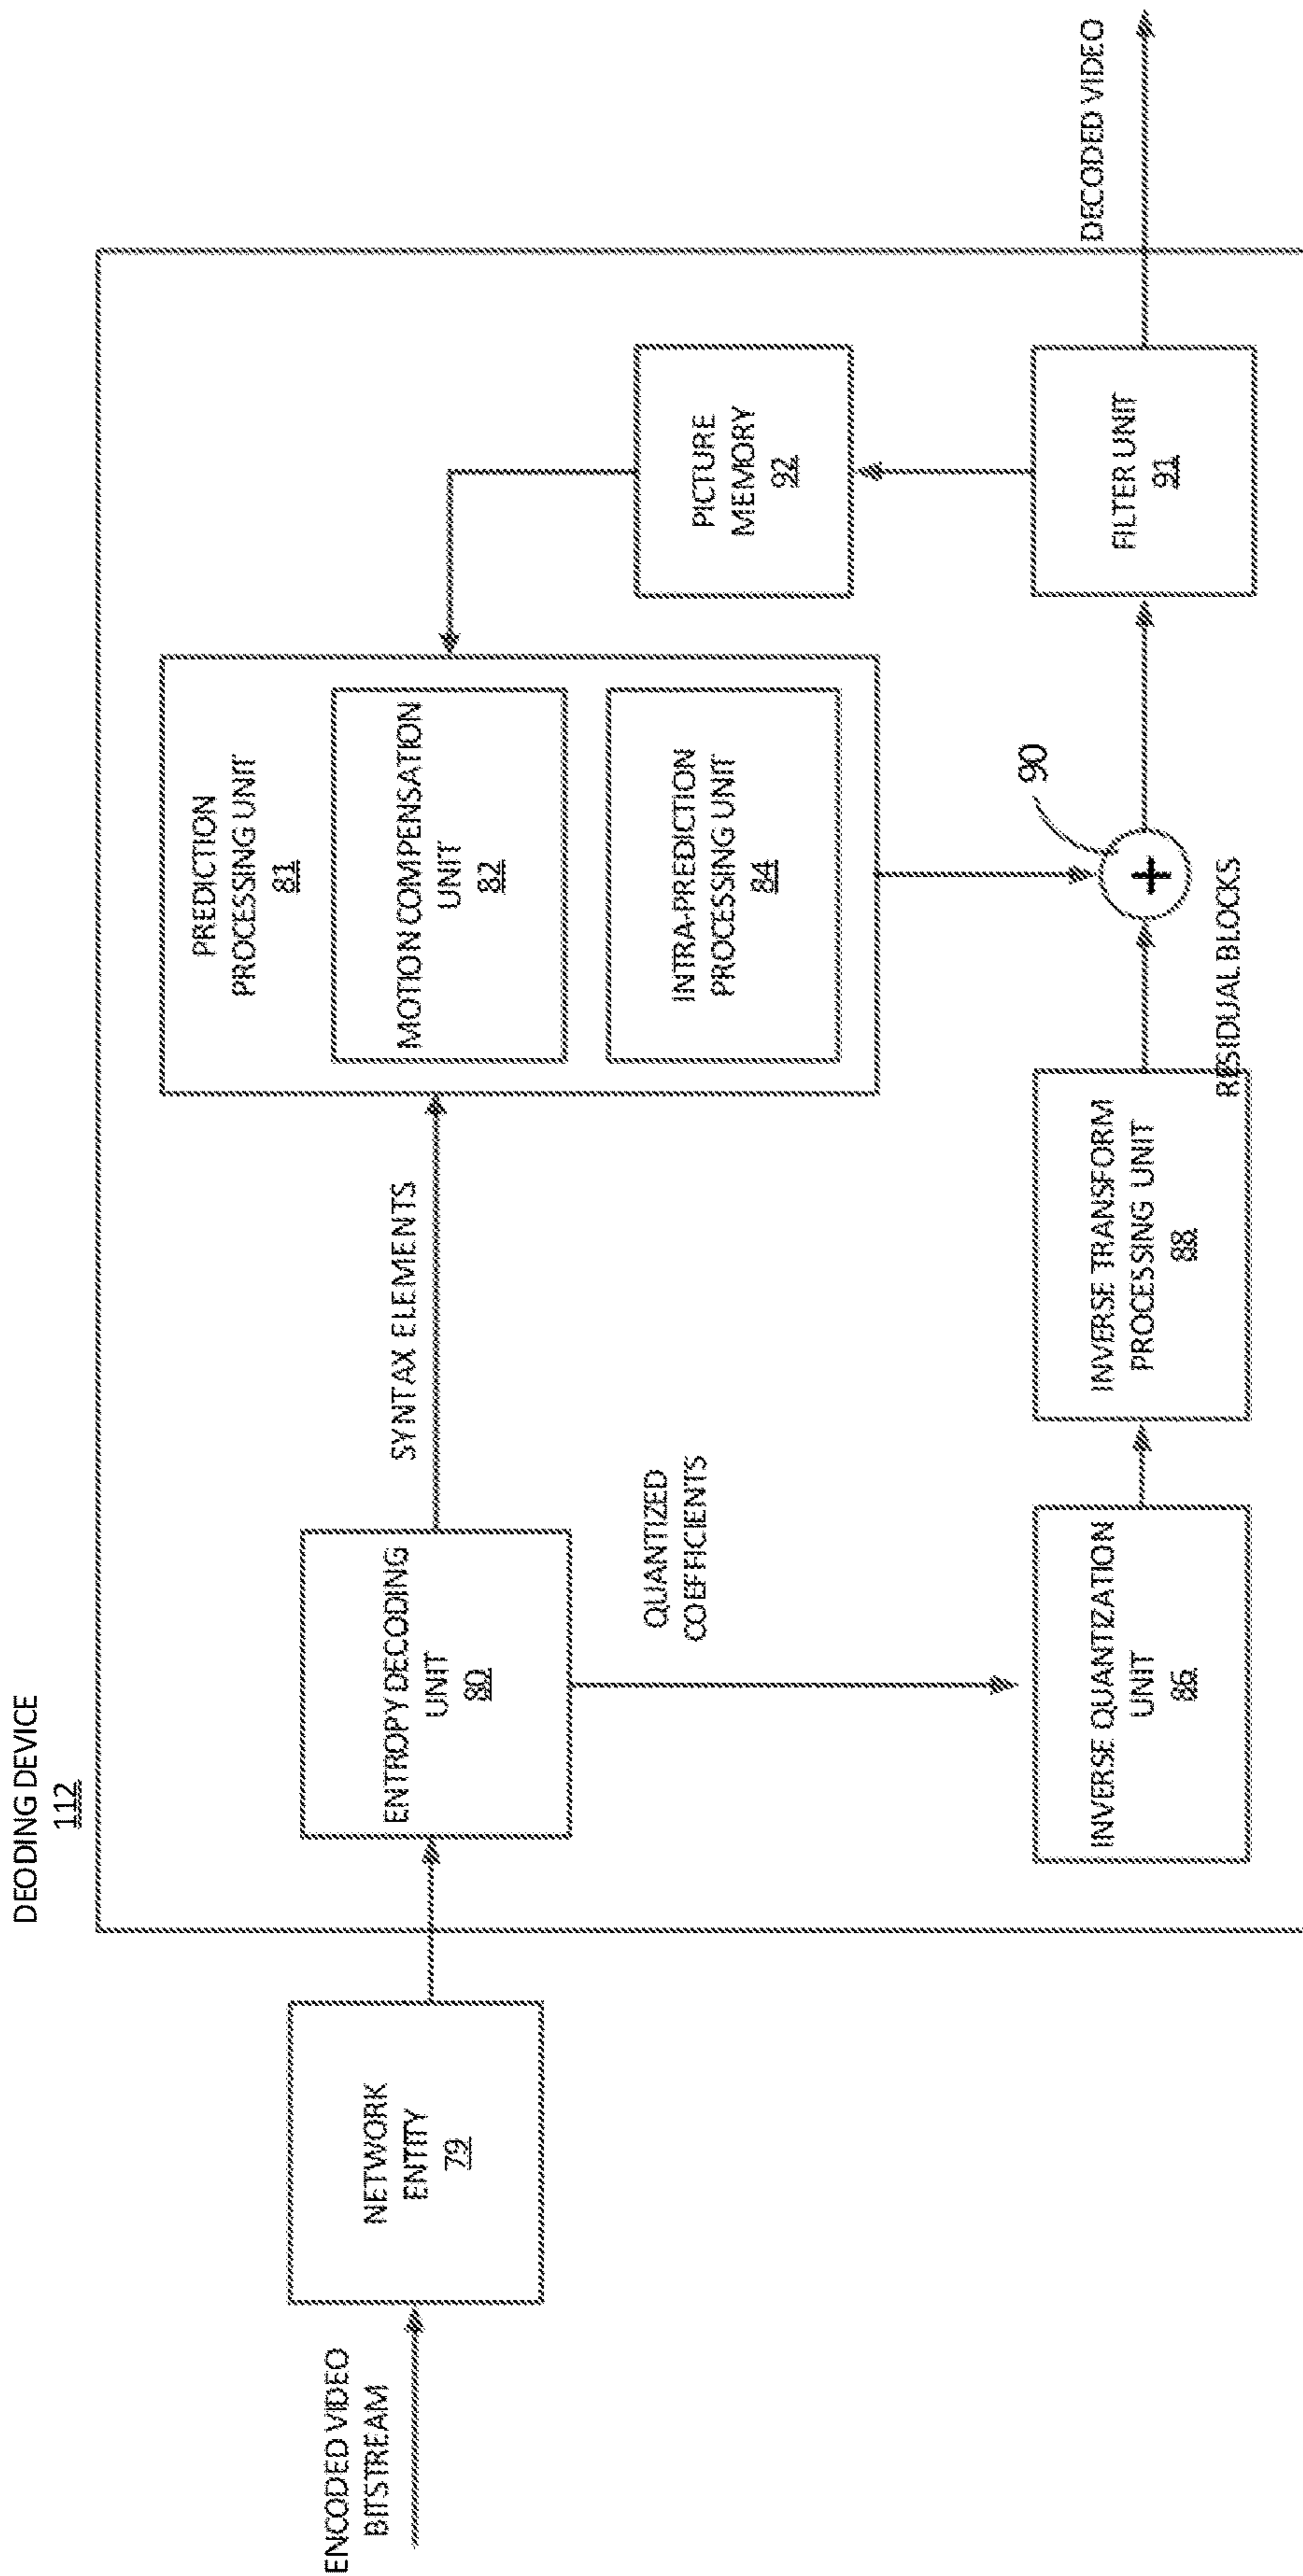 DEODING DEVICE
112
ENCODED VIDEO
BITSTREAM
NETWORK
ENTITY
79
ENTROPY DECODING
UNIT
80
SYNTAX ELEMENTS
QUANTIZED
COEFFICIENTS
PREDICTION
PROCESSING UNIT
81
MOTION COMPENSATION
UNIT
82
INTRA-PREDICTION
PROCESSING UNIT
84
PICTURE
MEMORY
92
INVERSE QUANTIZATION
UNIT
86
INVERSE TRANSFORM
PROCESSING UNIT
88
RESIDUAL BLOCKS
90
+
FILTER UNIT
91
DECODED VIDEO